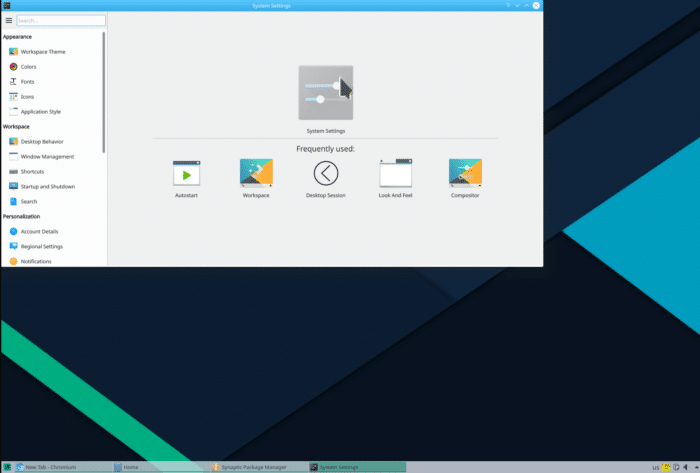 System Settings
Search...
Appearance
Workspace Theme
Colors
Fonts
Icons
Application Style
Workspace
Desktop Behavior
Window Management
Shortcuts
Startup and Shutdown
Search
Personalization
Account Details
Regional Settings
Notifications
System Settings
Frequently used:
Autostart
Workspace
Desktop Session
Look And Feel
Compositor
New Tab - Chromium
Home
Synaptic Package Manager
System Settings
us